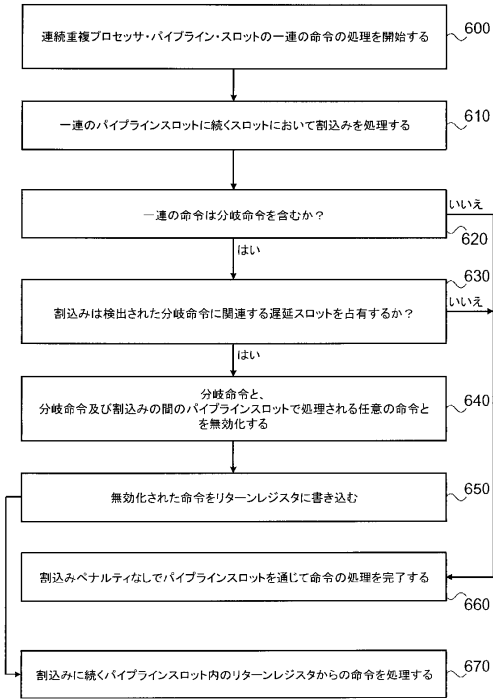 連続重複プロセッサ・パイプライン・スロットの一連の命令の処理を開始する
600
一連のパイプラインスロットに続くスロットにおいて割込みを処理する
610
一連の命令は分岐命令を含むか？
いいえ
620
はい
630
割込みは検出された分岐命令に関連する遅延スロットを占有するか？
いいえ
はい
分岐命令と、
分岐命令及び割込みの間のパイプラインスロットで処理される任意の命令と
を無効化する
640
無効化された命令をリターンレジスタに書き込む
650
割込みペナルティなしでパイプラインスロットを通じて命令の処理を完了する
660
割込みに続くパイプラインスロット内のリターンレジスタからの命令を処理する
670